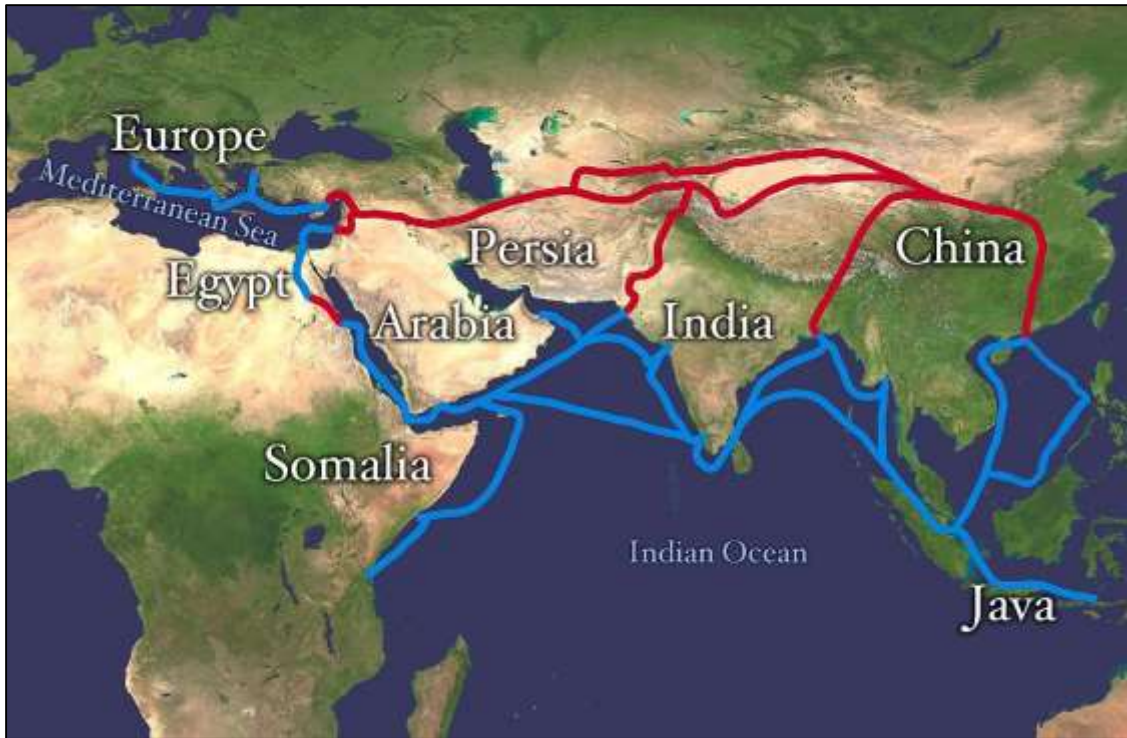 Europe
Mediterranean Sea
China
Persia
Egypt
Arabia
India
Somalia
Indian Ocean
Java